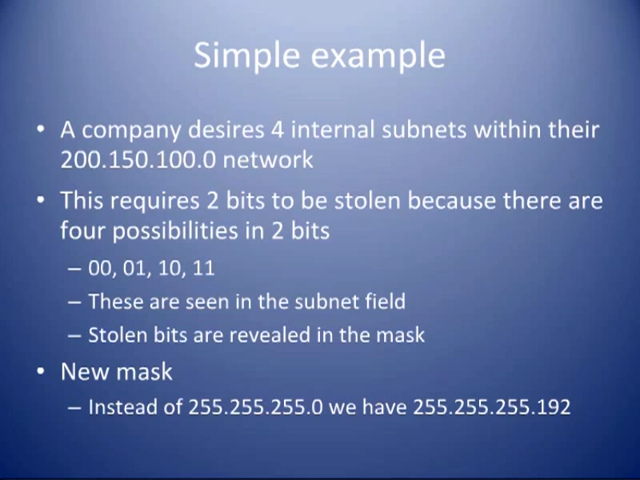 Simple example
• A company desires 4 internal subnets within their
200.150.100.0 network
• This requires 2 bits to be stolen because there are
four possibilities in 2 bits
– 00, 01, 10, 11
– These are seen in the subnet field
– Stolen bits are revealed in the mask
• New mask
– Instead of 255.255.255.0 we have 255.255.255.192